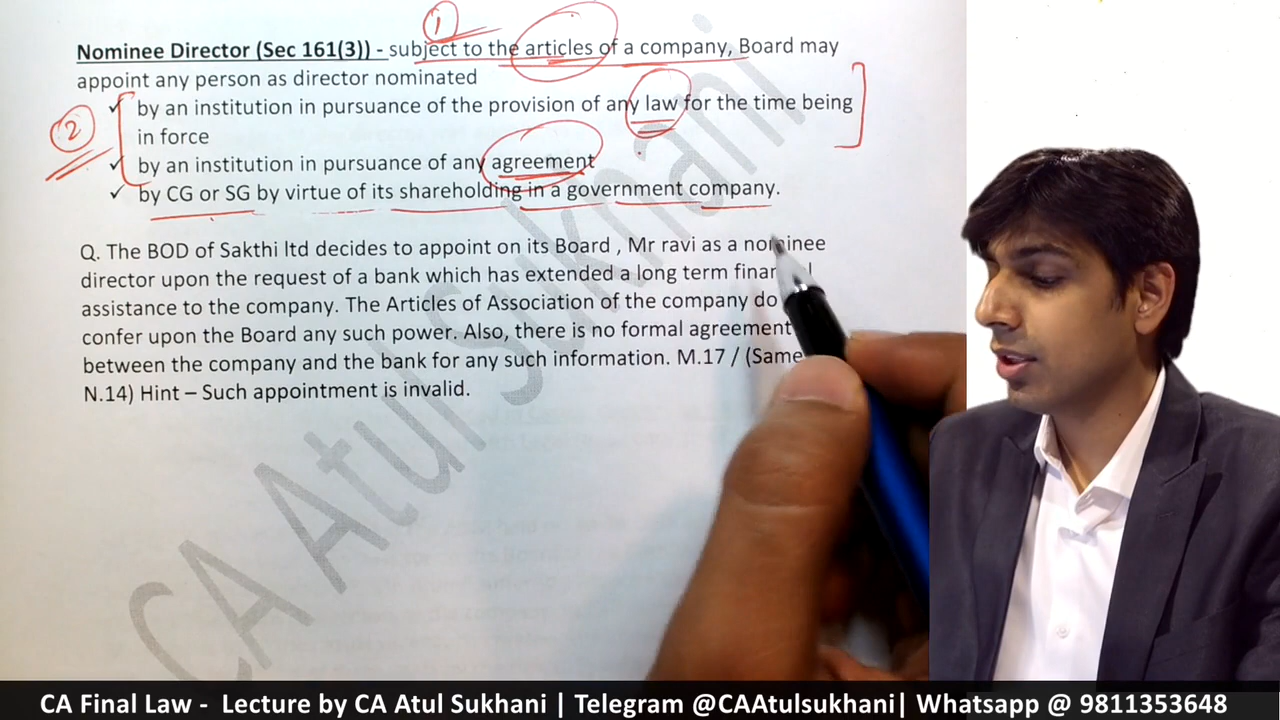 ①
Nominee Director (Sec 161(3)) - subject to the articles of a company, Board may
appoint any person as director nominated
② ✓ by an institution in pursuance of the provision of any law for the time being
in force
✓ by an institution in pursuance of any agreement
✓ by CG or SG by virtue of its shareholding in a government company.
Q. The BOD of Sakthi ltd decides to appoint on its Board , Mr ravi as a nominee
director upon the request of a bank which has extended a long term
assistance to the company. The Articles of Association of the company do
confer upon the Board any such power. Also, there is no formal agreement
between the company and the bank for any such information. M.17 / (Same
N.14) Hint – Such appointment is invalid.
CA Atul Sukhani
CA Final Law - Lecture by CA Atul Sukhani | Telegram @CAAtulsukhani| Whatsapp @ 9811353648